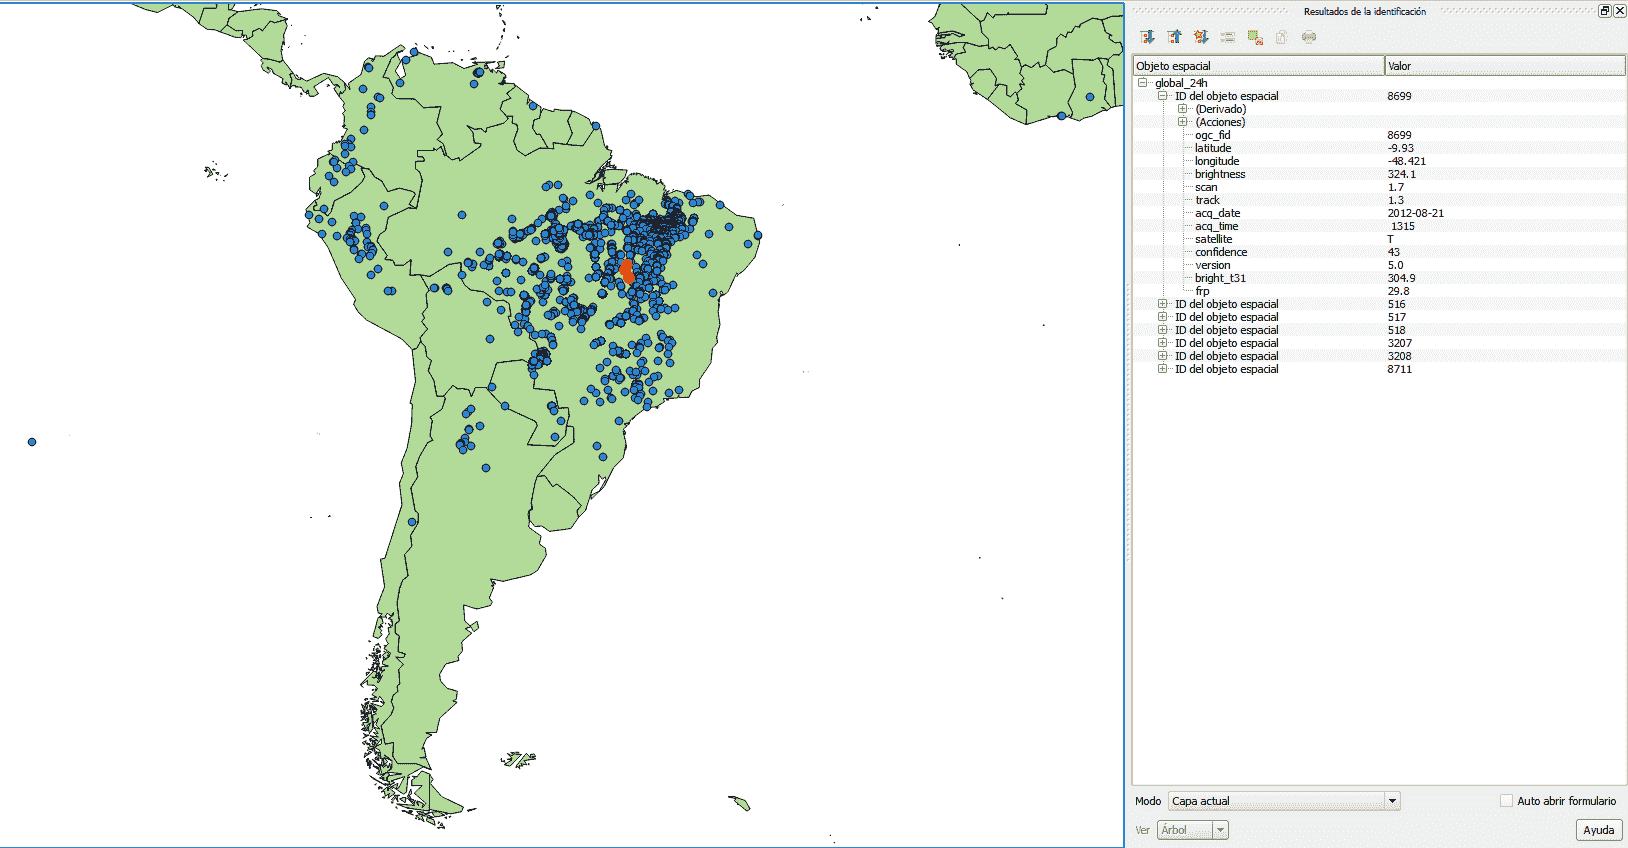 Resultados de la identificación
Objeto espacial Valor
global_24h
ID del objeto espacial 8699
(Derivado)
(Acciones)
ogc_fid 8699
latitude -9.93
longitude -48.421
brightness 324.1
scan 1.7
track 1.3
acq_date 2012-08-21
acq_time 1315
satellite T
confidence 43
version 5.0
bright_t31 304.9
frp 29.8
ID del objeto espacial 516
ID del objeto espacial 517
ID del objeto espacial 518
ID del objeto espacial 3207
ID del objeto espacial 3208
ID del objeto espacial 8711
Modo Capa actual Auto abrir formulario
Ver Árbol Ayuda